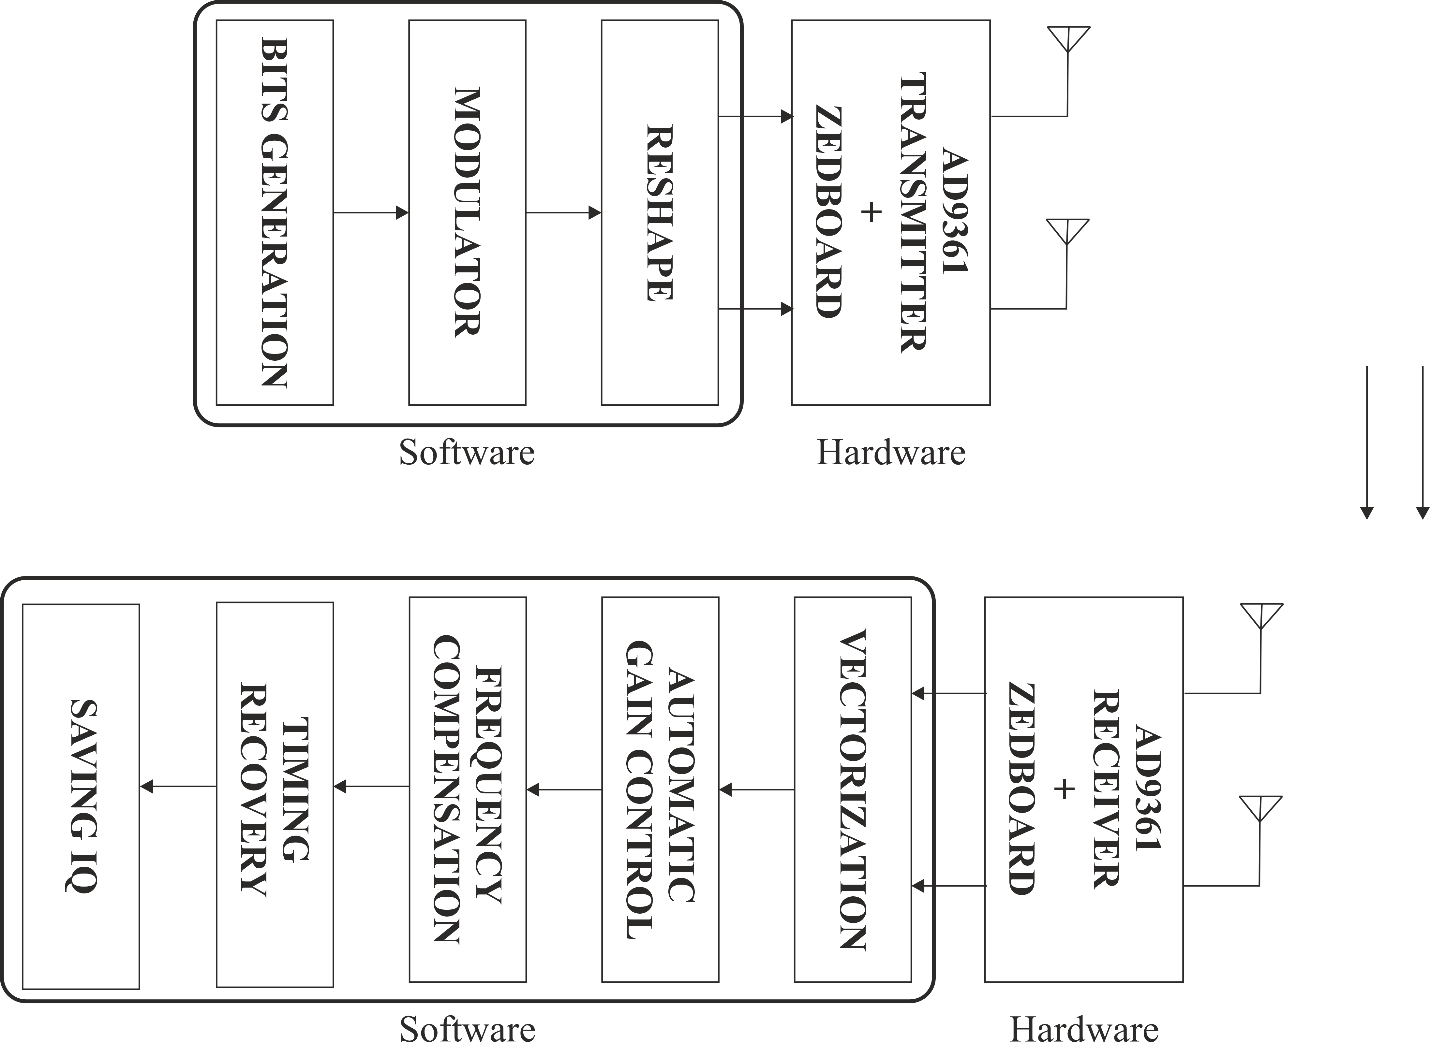 BITS GENERATION
MODULATOR
RESHAPE
AD9361
TRANSMITTER
+
ZEDBOARD
Software
Hardware
SAVING IQ
TIMING
RECOVERY
FREQUENCY
COMPENSATION
AUTOMATIC
GAIN CONTROL
VECTORIZATION
AD9361
RECEIVER
+
ZEDBOARD
Software
Hardware